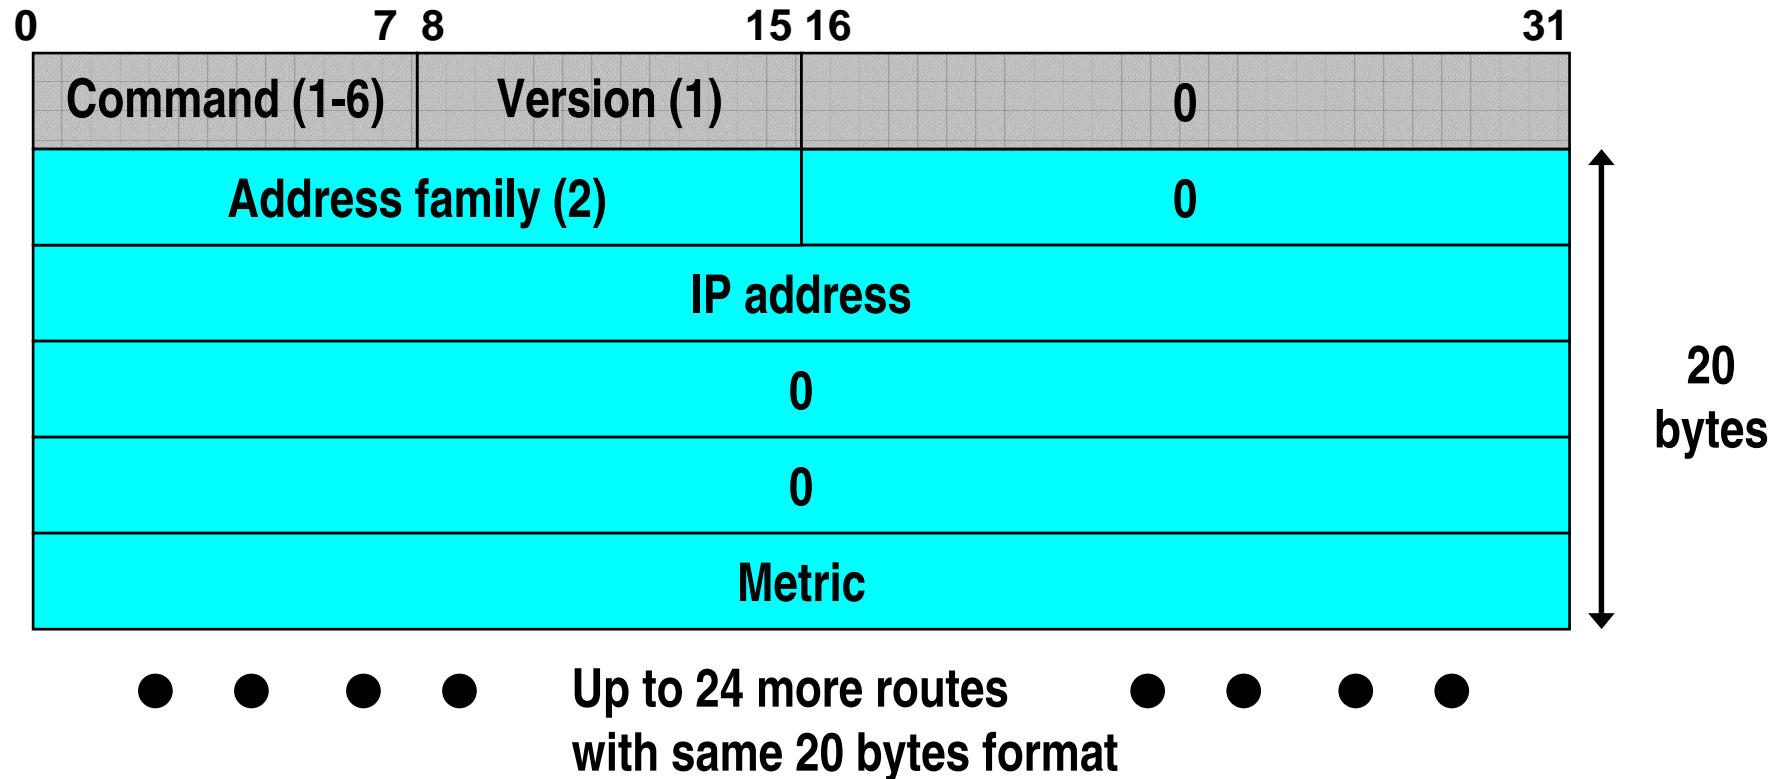 0 7 8 15 16 31
Command (1-6) Version (1) 0
Address family (2) 0
IP address
0
20
bytes
0
Metric
Up to 24 more routes
with same 20 bytes format